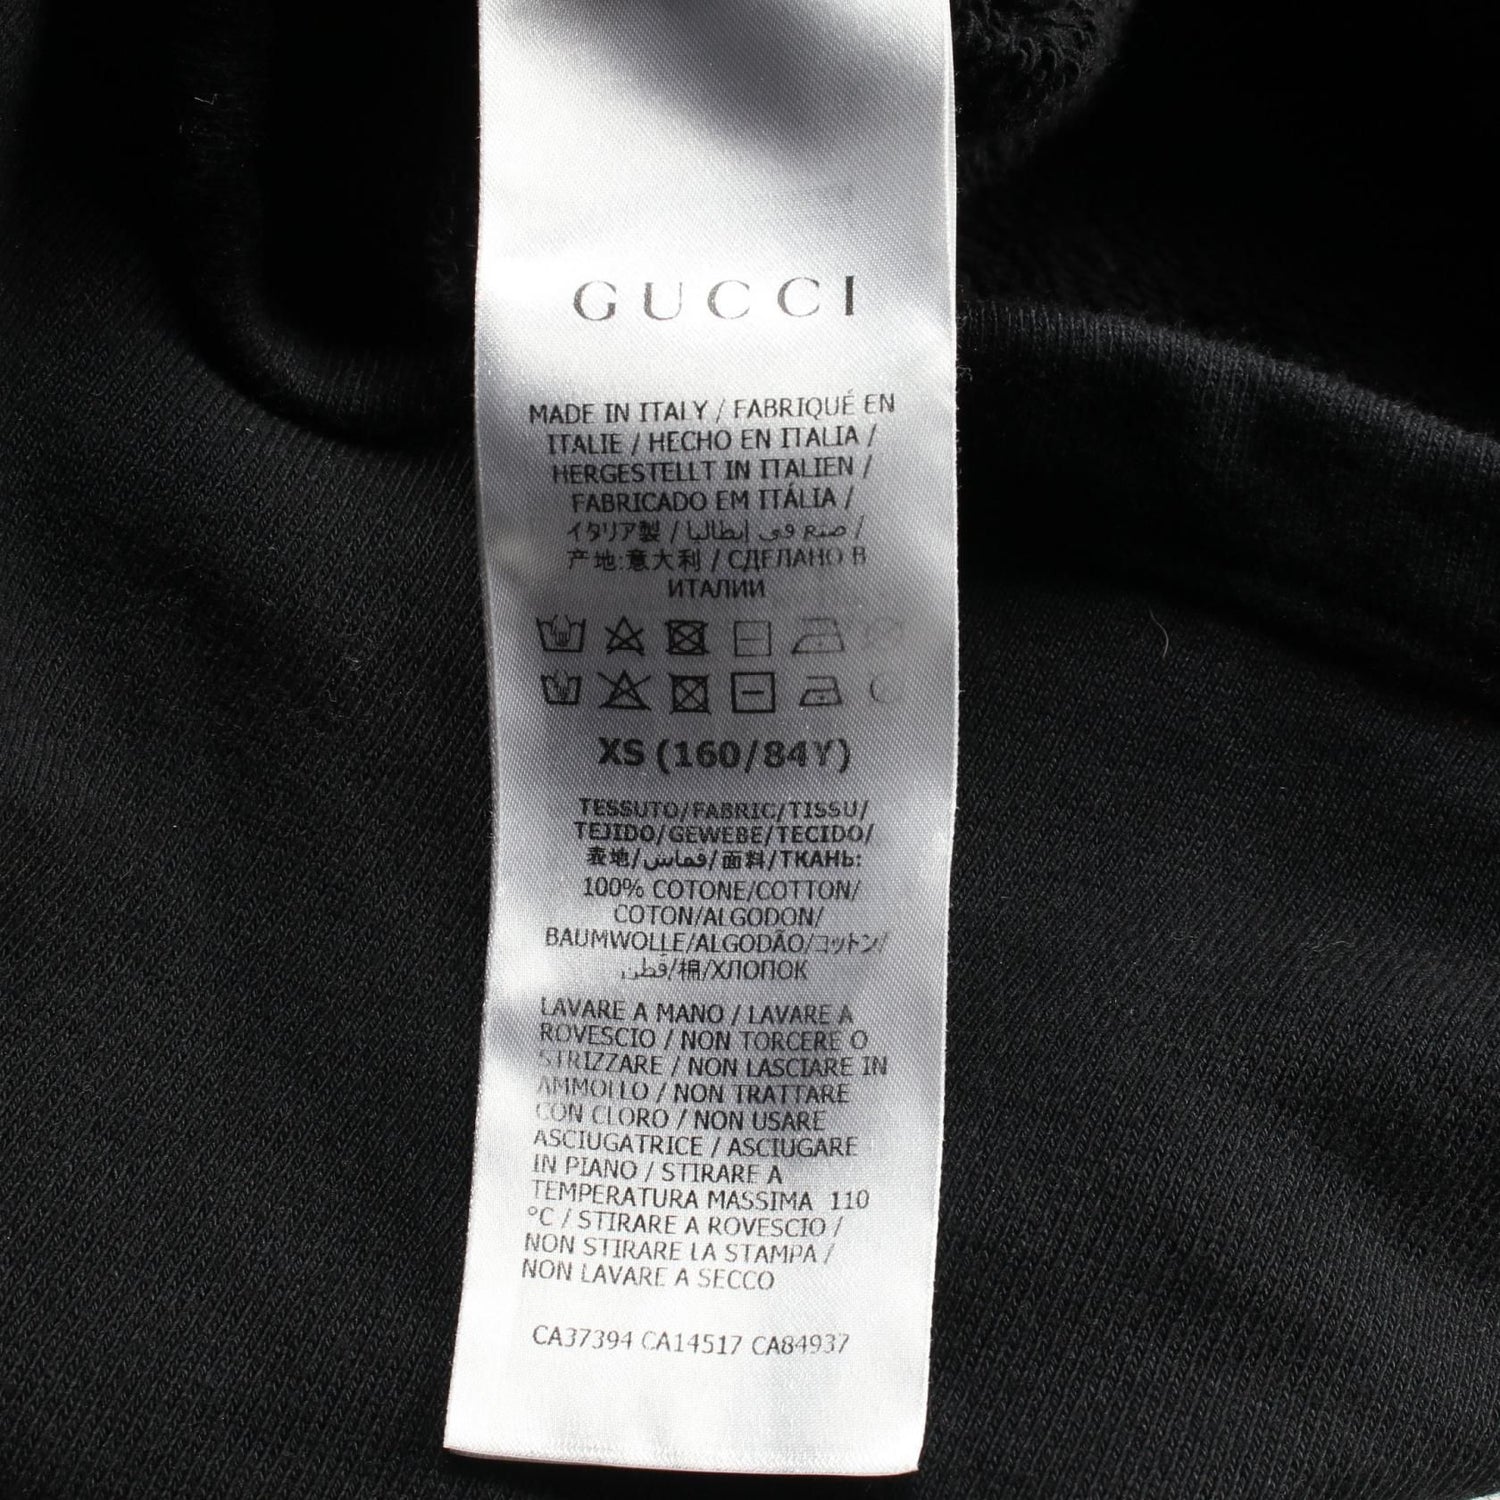 GUCCI
MADE IN ITALY / FABRIQUÉ EN
ITALIE / HECHO EN ITALIA /
HERGESTELLT IN ITALIEN /
FABRICADO EM ITÁLIA /
イタリア製 / صنع في إيطاليا /
产地:意大利 / СДЕЛАНО В
ИТАЛИИ
XS (160/84Y)
TESSUTO/FABRIC/TISSU/
TEJIDO/GEWEBE/TECIDO/
表地/قماش/面料/ТКАНЬ:
100% COTONE/COTTON/
COTON/ALGODON/
BAUMWOLLE/ALGODÃO/コットン/
قطن/棉/ХЛОПОК
LAVARE A MANO / LAVARE A
ROVESCIO / NON TORCERE O
STRIZZARE / NON LASCIARE IN
AMMOLLO / NON TRATTARE
CON CLORO / NON USARE
ASCIUGATRICE / ASCIUGARE
IN PIANO / STIRARE A
TEMPERATURA MASSIMA 110
°C / STIRARE A ROVESCIO /
NON STIRARE LA STAMPA /
NON LAVARE A SECCO
CA37394 CA14517 CA84937